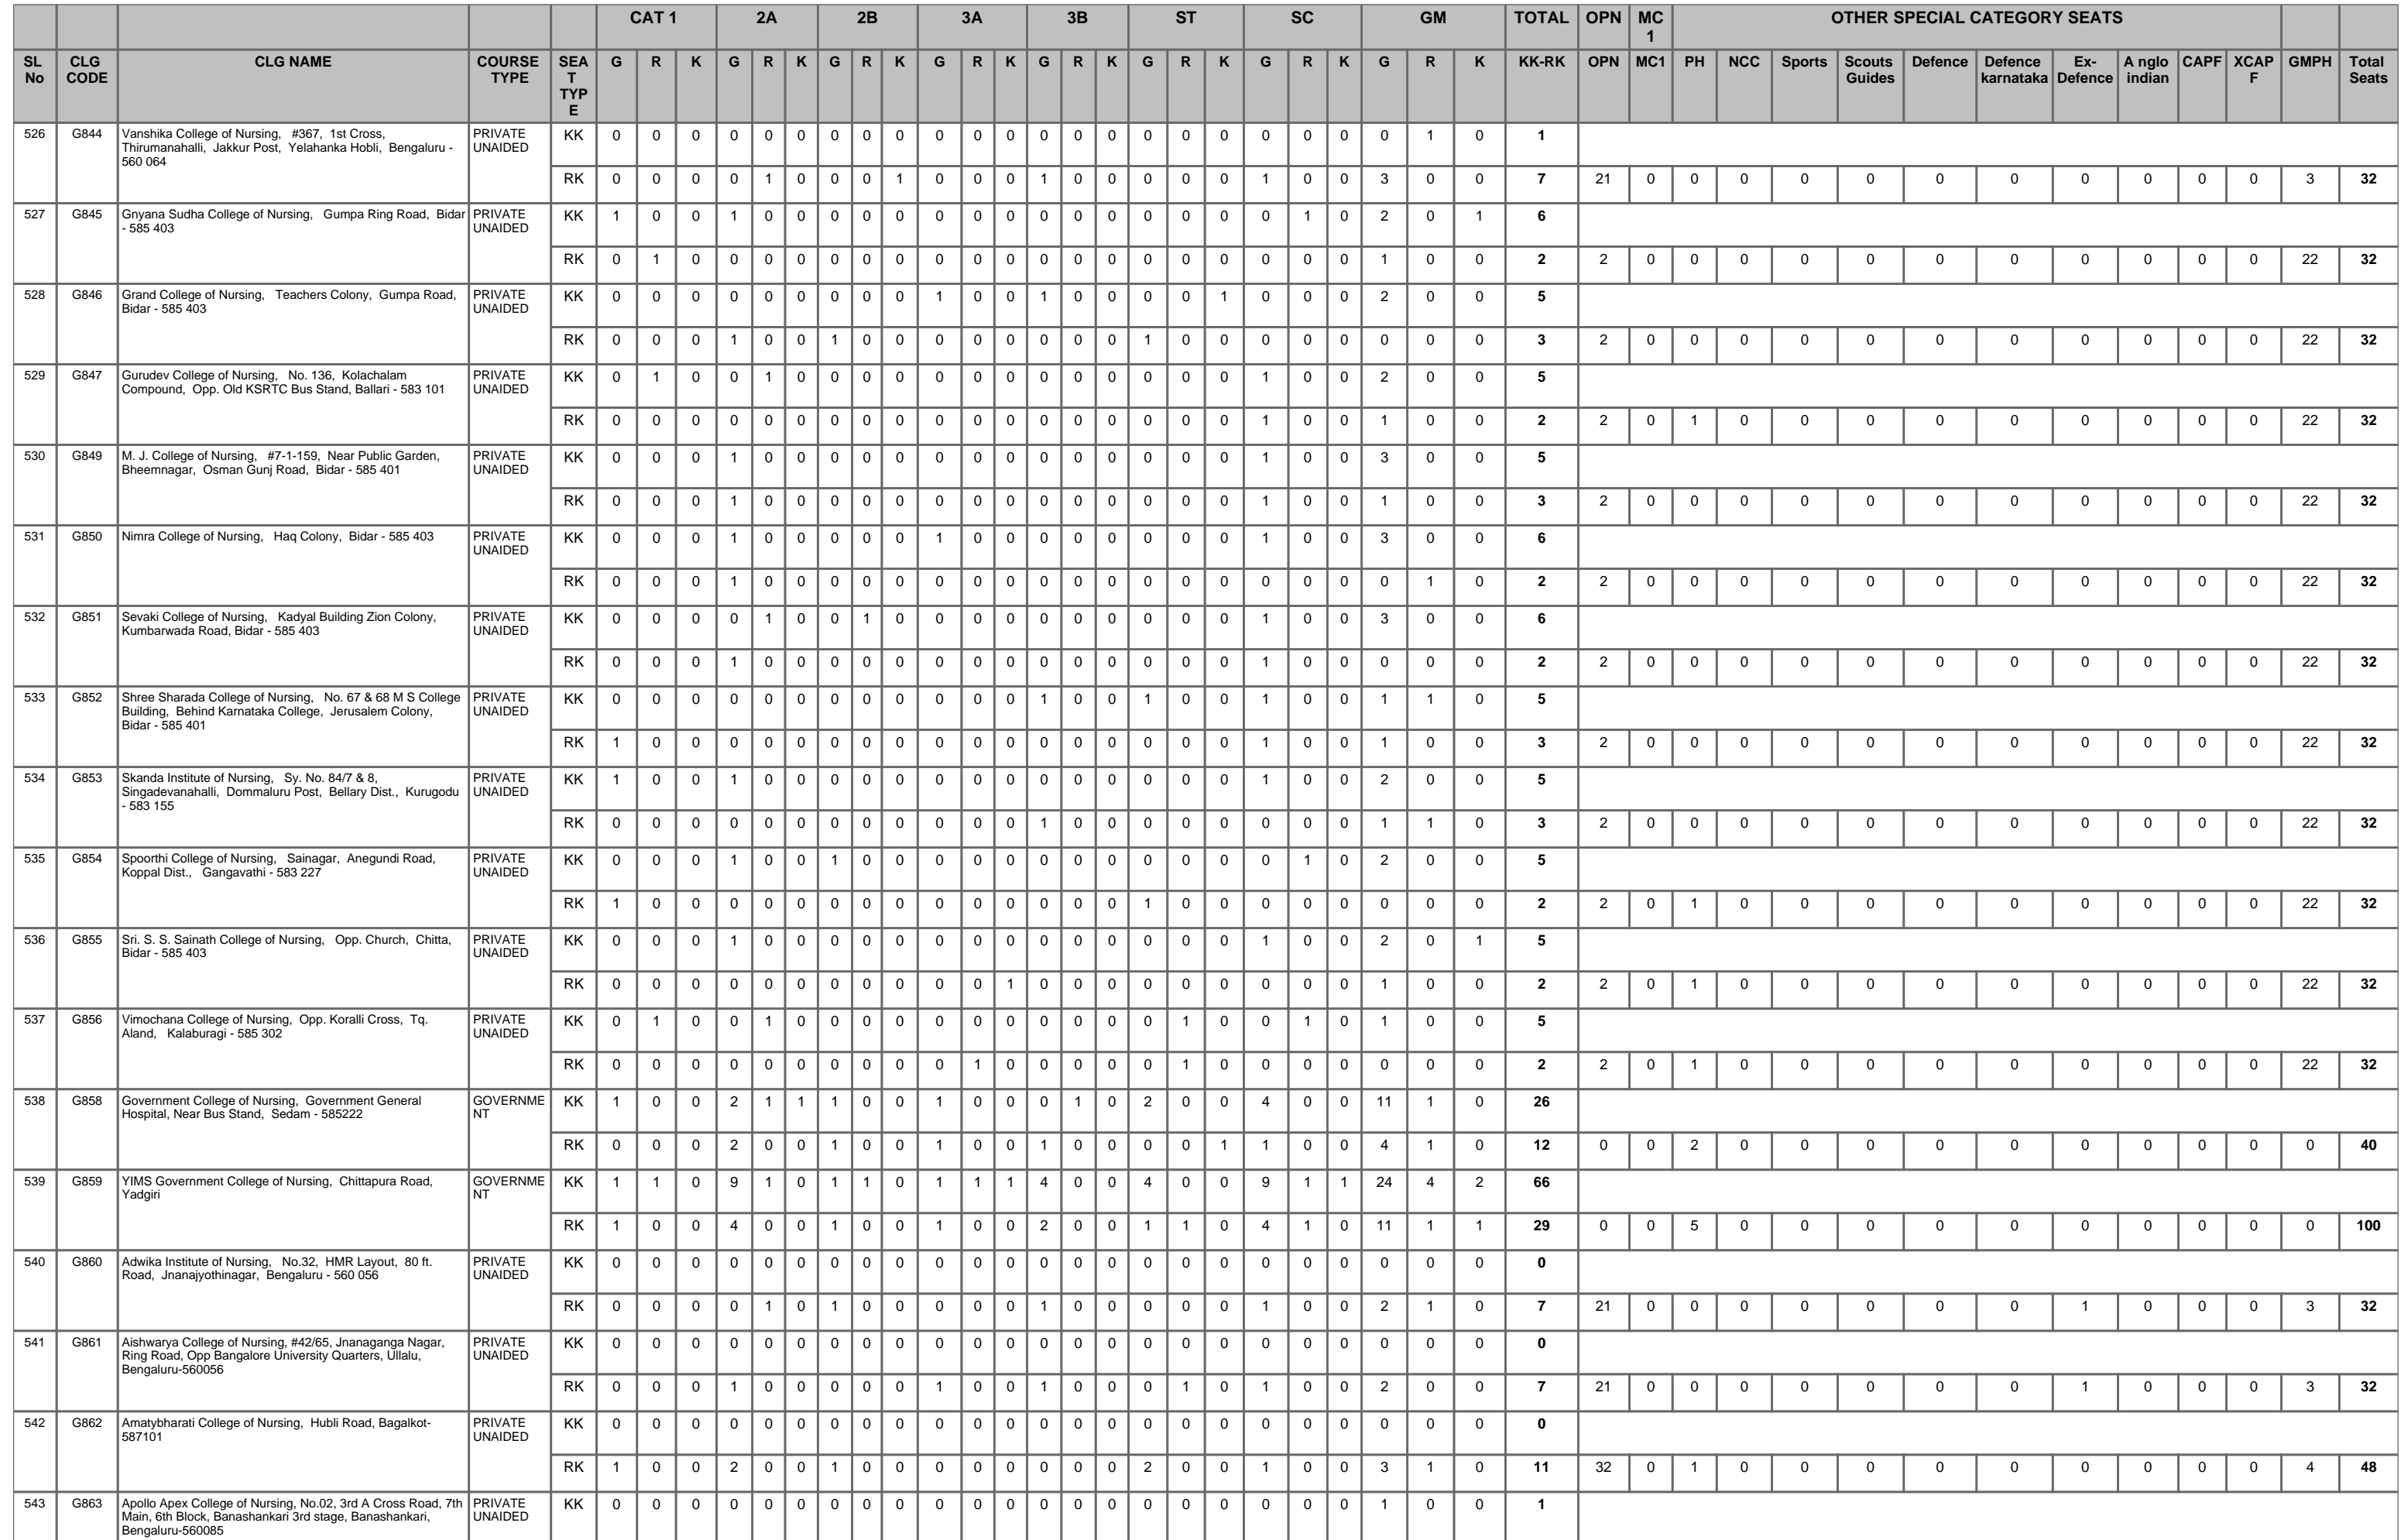 CAT 1 2A 2B 3A 3B ST SC GM TOTAL OPN MC 1 OTHER SPECIAL CATEGORY SEATS
SL No CLG CODE CLG NAME COURSE TYPE SEA T TYP E G R K G R K G R K G R K G R K G R K G R K G R K KK-RK OPN MC1 PH NCC Sports Scouts Guides Defence Defence karnataka Ex-Defence A nglo indian CAPF XCAP F GMPH Total Seats
526 G844 Vanshika College of Nursing, #367, 1st Cross, PRIVATE KK 0 0 0 0 0 0 0 0 0 0 0 0 0 0 0 0 0 0 0 0 0 0 1 0 1
Thirumanahalli, Jakkur Post, Yelahanka Hobli, Bengaluru - UNAIDED
560 064
RK 0 0 0 0 1 0 0 0 1 0 0 0 1 0 0 0 0 0 1 0 0 3 0 0 7 21 0 0 0 0 0 0 0 0 0 0 0 3 32
527 G845 Gnyana Sudha College of Nursing, Gumpa Ring Road, Bidar PRIVATE KK 1 0 0 1 0 0 0 0 0 0 0 0 0 0 0 0 0 0 0 1 0 2 0 1 6
- 585 403 UNAIDED
RK 0 1 0 0 0 0 0 0 0 0 0 0 0 0 0 0 0 0 0 0 0 1 0 0 2 2 0 0 0 0 0 0 0 0 0 0 0 22 32
528 G846 Grand College of Nursing, Teachers Colony, Gumpa Road, PRIVATE KK 0 0 0 0 0 0 0 0 0 1 0 0 1 0 0 0 0 1 0 0 0 2 0 0 5
Bidar - 585 403 UNAIDED
RK 0 0 0 1 0 0 1 0 0 0 0 0 0 0 0 1 0 0 0 0 0 0 0 0 3 2 0 0 0 0 0 0 0 0 0 0 0 22 32
529 G847 Gurudev College of Nursing, No. 136, Kolachalam PRIVATE KK 0 1 0 0 1 0 0 0 0 0 0 0 0 0 0 0 0 0 1 0 0 2 0 0 5
Compound, Opp. Old KSRTC Bus Stand, Ballari - 583 101 UNAIDED
RK 0 0 0 0 0 0 0 0 0 0 0 0 0 0 0 0 0 0 1 0 0 1 0 0 2 2 0 1 0 0 0 0 0 0 0 0 0 22 32
530 G849 M. J. College of Nursing, #7-1-159, Near Public Garden, PRIVATE KK 0 0 0 1 0 0 0 0 0 0 0 0 0 0 0 0 0 0 1 0 0 3 0 0 5
Bheemnagar, Osman Gunj Road, Bidar - 585 401 UNAIDED
RK 0 0 0 1 0 0 0 0 0 0 0 0 0 0 0 0 0 0 1 0 0 1 0 0 3 2 0 0 0 0 0 0 0 0 0 0 0 22 32
531 G850 Nimra College of Nursing, Haq Colony, Bidar - 585 403 PRIVATE KK 0 0 0 1 0 0 0 0 0 1 0 0 0 0 0 0 0 0 1 0 0 3 0 0 6
UNAIDED
RK 0 0 0 1 0 0 0 0 0 0 0 0 0 0 0 0 0 0 0 0 0 0 1 0 2 2 0 0 0 0 0 0 0 0 0 0 0 22 32
532 G851 Sevaki College of Nursing, Kadyal Building Zion Colony, PRIVATE KK 0 0 0 0 1 0 0 1 0 0 0 0 0 0 0 0 0 0 1 0 0 3 0 0 6
Kumbarwada Road, Bidar - 585 403 UNAIDED
RK 0 0 0 1 0 0 0 0 0 0 0 0 0 0 0 0 0 0 1 0 0 0 0 0 2 2 0 0 0 0 0 0 0 0 0 0 0 22 32
533 G852 Shree Sharada College of Nursing, No. 67 & 68 M S College PRIVATE KK 0 0 0 0 0 0 0 0 0 0 0 0 1 0 0 1 0 0 1 0 0 1 1 0 5
Building, Behind Karnataka College, Jerusalem Colony, UNAIDED
Bidar - 585 401
RK 1 0 0 0 0 0 0 0 0 0 0 0 0 0 0 0 0 0 1 0 0 1 0 0 3 2 0 0 0 0 0 0 0 0 0 0 0 22 32
534 G853 Skanda Institute of Nursing, Sy. No. 84/7 & 8, PRIVATE KK 1 0 0 1 0 0 0 0 0 0 0 0 0 0 0 0 0 0 1 0 0 2 0 0 5
Singadevanahalli, Dommaluru Post, Bellary Dist., Kurugodu UNAIDED
- 583 155
RK 0 0 0 0 0 0 0 0 0 0 0 0 1 0 0 0 0 0 0 0 0 1 1 0 3 2 0 0 0 0 0 0 0 0 0 0 0 22 32
535 G854 Spoorthi College of Nursing, Sainagar, Anegundi Road, PRIVATE KK 0 0 0 1 0 0 1 0 0 0 0 0 0 0 0 0 0 0 0 1 0 2 0 0 5
Koppal Dist., Gangavathi - 583 227 UNAIDED
RK 1 0 0 0 0 0 0 0 0 0 0 0 0 0 0 1 0 0 0 0 0 0 0 0 2 2 0 1 0 0 0 0 0 0 0 0 0 22 32
536 G855 Sri. S. S. Sainath College of Nursing, Opp. Church, Chitta, PRIVATE KK 0 0 0 1 0 0 0 0 0 0 0 0 0 0 0 0 0 0 1 0 0 2 0 1 5
Bidar - 585 403 UNAIDED
RK 0 0 0 0 0 0 0 0 0 0 0 1 0 0 0 0 0 0 0 0 0 1 0 0 2 2 0 1 0 0 0 0 0 0 0 0 0 22 32
537 G856 Vimochana College of Nursing, Opp. Koralli Cross, Tq. PRIVATE KK 0 1 0 0 1 0 0 0 0 0 0 0 0 0 0 0 1 0 0 1 0 1 0 0 5
Aland, Kalaburagi - 585 302 UNAIDED
RK 0 0 0 0 0 0 0 0 0 0 1 0 0 0 0 0 1 0 0 0 0 0 0 0 2 2 0 1 0 0 0 0 0 0 0 0 0 22 32
538 G858 Government College of Nursing, Government General GOVERNME KK 1 0 0 2 1 1 1 0 0 1 0 0 0 1 0 2 0 0 4 0 0 11 1 0 26
Hospital, Near Bus Stand, Sedam - 585222 NT
RK 0 0 0 2 0 0 1 0 0 1 0 0 1 0 0 0 0 1 1 0 0 4 1 0 12 0 0 2 0 0 0 0 0 0 0 0 0 0 40
539 G859 YIMS Government College of Nursing, Chittapura Road, GOVERNME KK 1 1 0 9 1 0 1 1 0 1 1 1 4 0 0 4 0 0 9 1 1 24 4 2 66
Yadgiri NT
RK 1 0 0 4 0 0 1 0 0 1 0 0 2 0 0 1 1 0 4 1 0 11 1 1 29 0 0 5 0 0 0 0 0 0 0 0 0 0 100
540 G860 Adwika Institute of Nursing, No.32, HMR Layout, 80 ft. PRIVATE KK 0 0 0 0 0 0 0 0 0 0 0 0 0 0 0 0 0 0 0 0 0 0 0 0 0
Road, Jnanajyothinagar, Bengaluru - 560 056 UNAIDED
RK 0 0 0 0 1 0 1 0 0 0 0 0 1 0 0 0 0 0 1 0 0 2 1 0 7 21 0 0 0 0 0 0 0 1 0 0 0 3 32
541 G861 Aishwarya College of Nursing, #42/65, Jnanaganga Nagar, PRIVATE KK 0 0 0 0 0 0 0 0 0 0 0 0 0 0 0 0 0 0 0 0 0 0 0 0 0
Ring Road, Opp Bangalore University Quarters, Ullalu, UNAIDED
Bengaluru-560056
RK 0 0 0 1 0 0 0 0 0 1 0 0 1 0 0 0 1 0 1 0 0 2 0 0 7 21 0 0 0 0 0 0 0 1 0 0 0 3 32
542 G862 Amatybharati College of Nursing, Hubli Road, Bagalkot- PRIVATE KK 0 0 0 0 0 0 0 0 0 0 0 0 0 0 0 0 0 0 0 0 0 0 0 0 0
587101 UNAIDED
RK 1 0 0 2 0 0 1 0 0 0 0 0 0 0 0 2 0 0 1 0 0 3 1 0 11 32 0 1 0 0 0 0 0 0 0 0 0 4 48
543 G863 Apollo Apex College of Nursing, No.02, 3rd A Cross Road, 7th PRIVATE KK 0 0 0 0 0 0 0 0 0 0 0 0 0 0 0 0 0 0 0 0 0 1 0 0 1
Main, 6th Block, Banashankari 3rd stage, Banashankari, UNAIDED
Bengaluru-560085